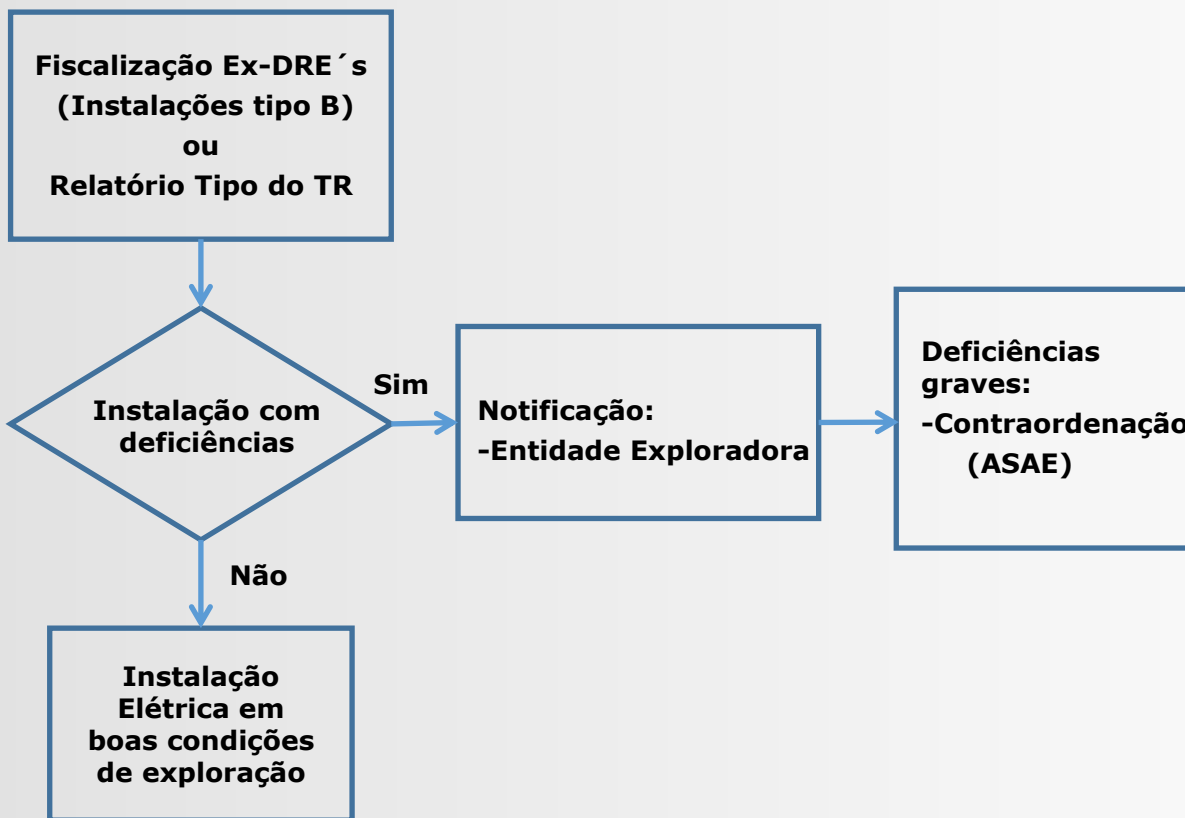 Fiscalização Ex-DRE´s
(Instalações tipo B)
ou
Relatório Tipo do TR
Instalação com
deficiências
Sim
Notificação:
-Entidade Exploradora
Deficiências
graves:
-Contraordenação
(ASAE)
Não
Instalação
Elétrica em
boas condições
de exploração